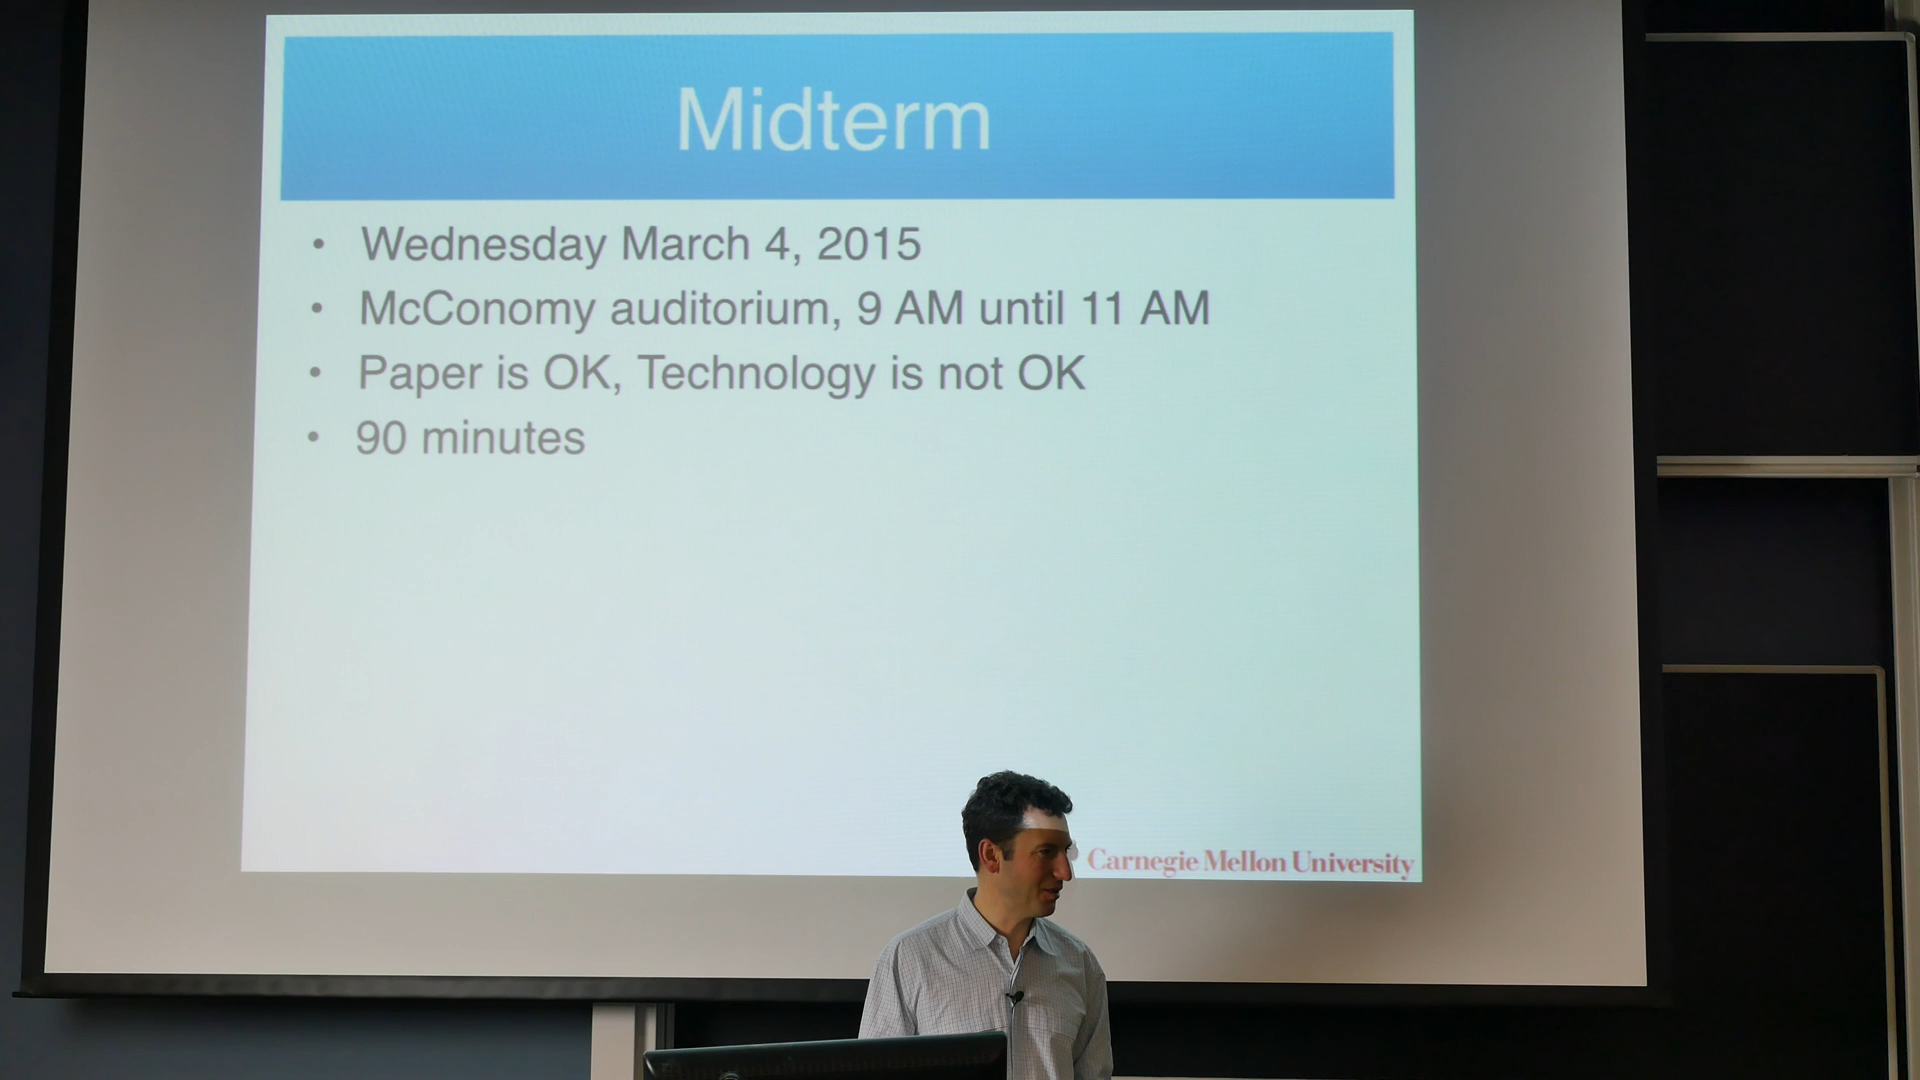 Midterm
• Wednesday March 4, 2015
• McConomy auditorium, 9 AM until 11 AM
• Paper is OK, Technology is not OK
• 90 minutes
Carnegie Mellon University